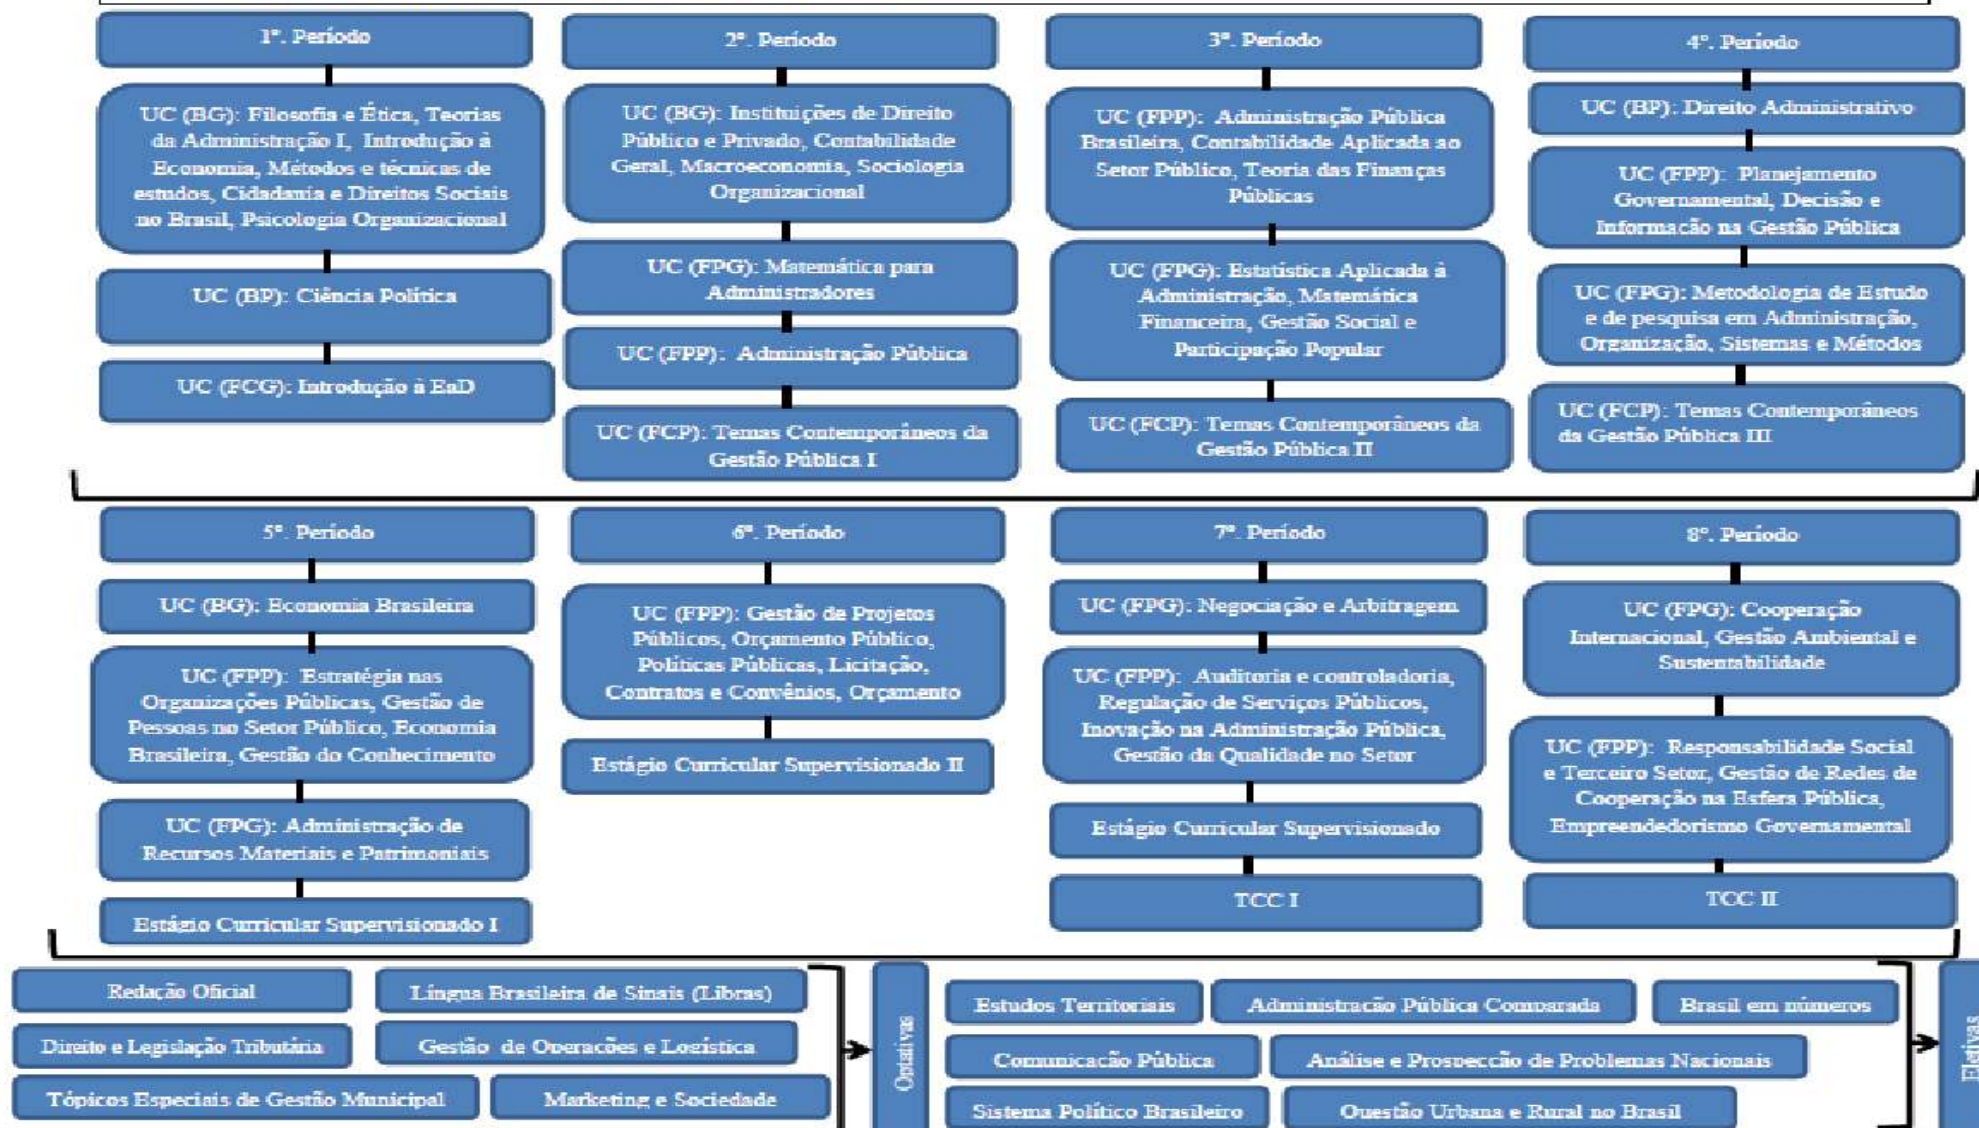 1º. Período
UC (BG): Filosofia e Ética, Teorias
da Administração I, Introdução à
Economia, Métodos e técnicas de
estudos, Cidadania e Direitos Sociais
no Brasil, Psicologia Organizacional
UC (BP): Ciência Política
UC (FCG): Introdução à EaD
2º. Período
UC (BG): Instituições de Direito
Público e Privado, Contabilidade
Geral, Macroeconomia, Sociologia
Organizacional
UC (FPG): Matemática para
Administradores
UC (FPP): Administração Pública
UC (FCP): Temas Contemporâneos da
Gestão Pública I
3º. Período
UC (FPP): Administração Pública
Brasileira, Contabilidade Aplicada ao
Setor Público, Teoria das Finanças
Públicas
UC (FPG): Estatística Aplicada à
Administração, Matemática
Financeira, Gestão Social e
Participação Popular
UC (FCP): Temas Contemporâneos da
Gestão Pública II
4º. Período
UC (BP): Direito Administrativo
UC (FPP): Planejamento
Governamental, Decisão e
Informação na Gestão Pública
UC (FPG): Metodologia de Estudo
e de pesquisa em Administração,
Organização, Sistemas e Métodos
UC (FCP): Temas Contemporâneos
da Gestão Pública III
5º. Período
UC (BG): Economia Brasileira
UC (FPP): Estratégia nas
Organizações Públicas, Gestão de
Pessoas no Setor Público, Economia
Brasileira, Gestão do Conhecimento
UC (FPG): Administração de
Recursos Materiais e Patrimoniais
Estágio Curricular Supervisionado I
6º. Período
UC (FPP): Gestão de Projetos
Públicos, Orçamento Público,
Políticas Públicas, Licitação,
Contratos e Convênios, Orçamento
Estágio Curricular Supervisionado II
7º. Período
UC (FPG): Negociação e Arbitragem
UC (FPP): Auditoria e controladoria,
Regulação de Serviços Públicos,
Inovação na Administração Pública,
Gestão da Qualidade no Setor
Estágio Curricular Supervisionado
TCC I
8º. Período
UC (FPG): Cooperação
Internacional, Gestão Ambiental e
Sustentabilidade
UC (FPP): Responsabilidade Social
e Terceiro Setor, Gestão de Redes de
Cooperação na Esfera Pública,
Empreendedorismo Governamental
TCC II
Redação Oficial
Língua Brasileira de Sinais (Libras)
Direito e Legislação Tributária
Gestão de Operações e Logística
Tópicos Especiais de Gestão Municipal
Marketing e Sociedade
Optativas
Estudos Territoriais
Administração Pública Comparada
Brasil em números
Comunicação Pública
Análise e Prospecção de Problemas Nacionais
Sistema Político Brasileiro
Questão Urbana e Rural no Brasil
Eletivas